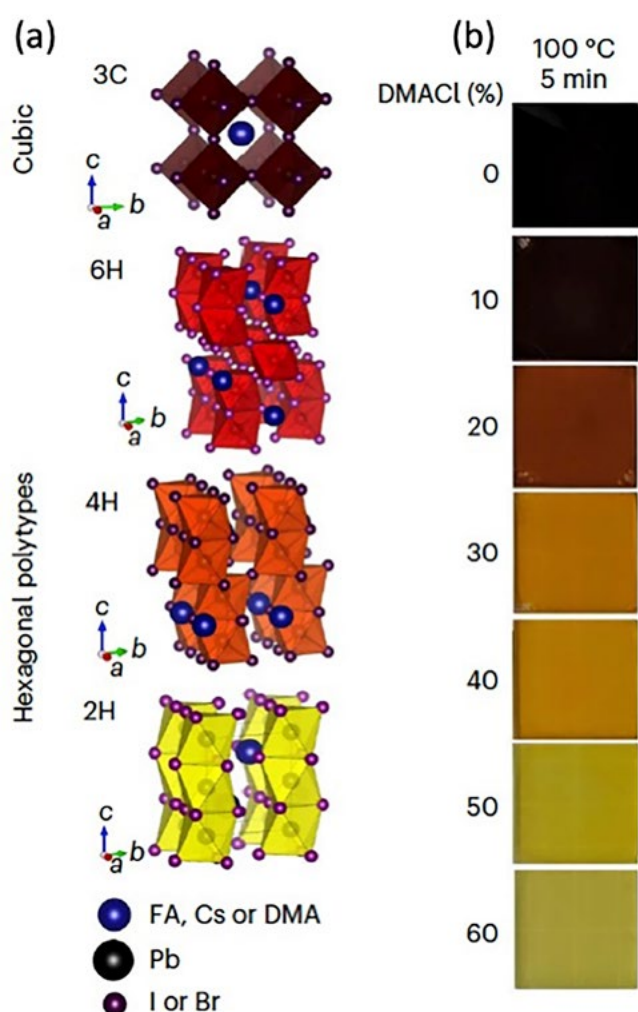 (a)
Cubic
3C
c
b
a
Hexagonal polytypes
6H
c
b
a
4H
c
b
a
2H
c
b
a
FA, Cs or DMA
Pb
I or Br
(b)
100 °C
5 min
DMACl (%)
0
10
20
30
40
50
60